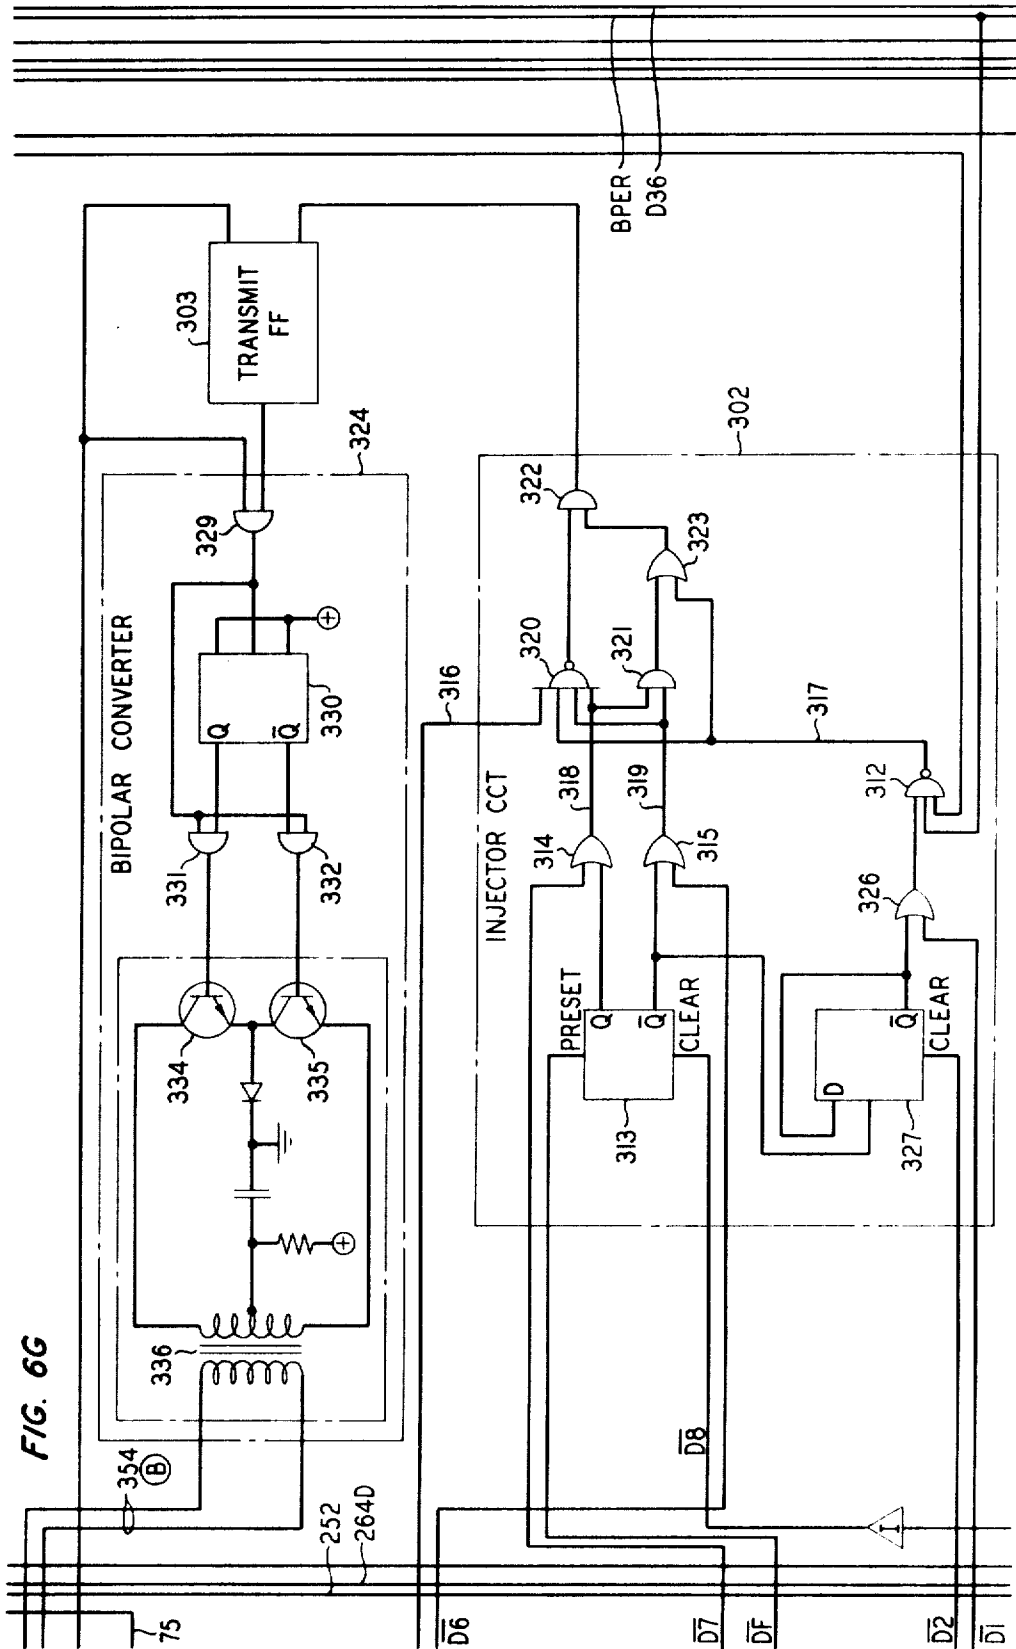 FIG. 6G
BIPOLAR CONVERTER
324
354
B
336
334
335
331
332
Q
Q̅
330
329
303
TRANSMIT
FF
252
264D
75
INJECTOR CCT
302
316
D̅6̅
D̅7̅
D̅F̅
D̅8̅
D̅2̅
D̅1̅
PRESET
Q
Q̅
CLEAR
313
D
Q̅
CLEAR
327
314
318
315
319
326
312
317
320
321
322
323
BPER
D36
I